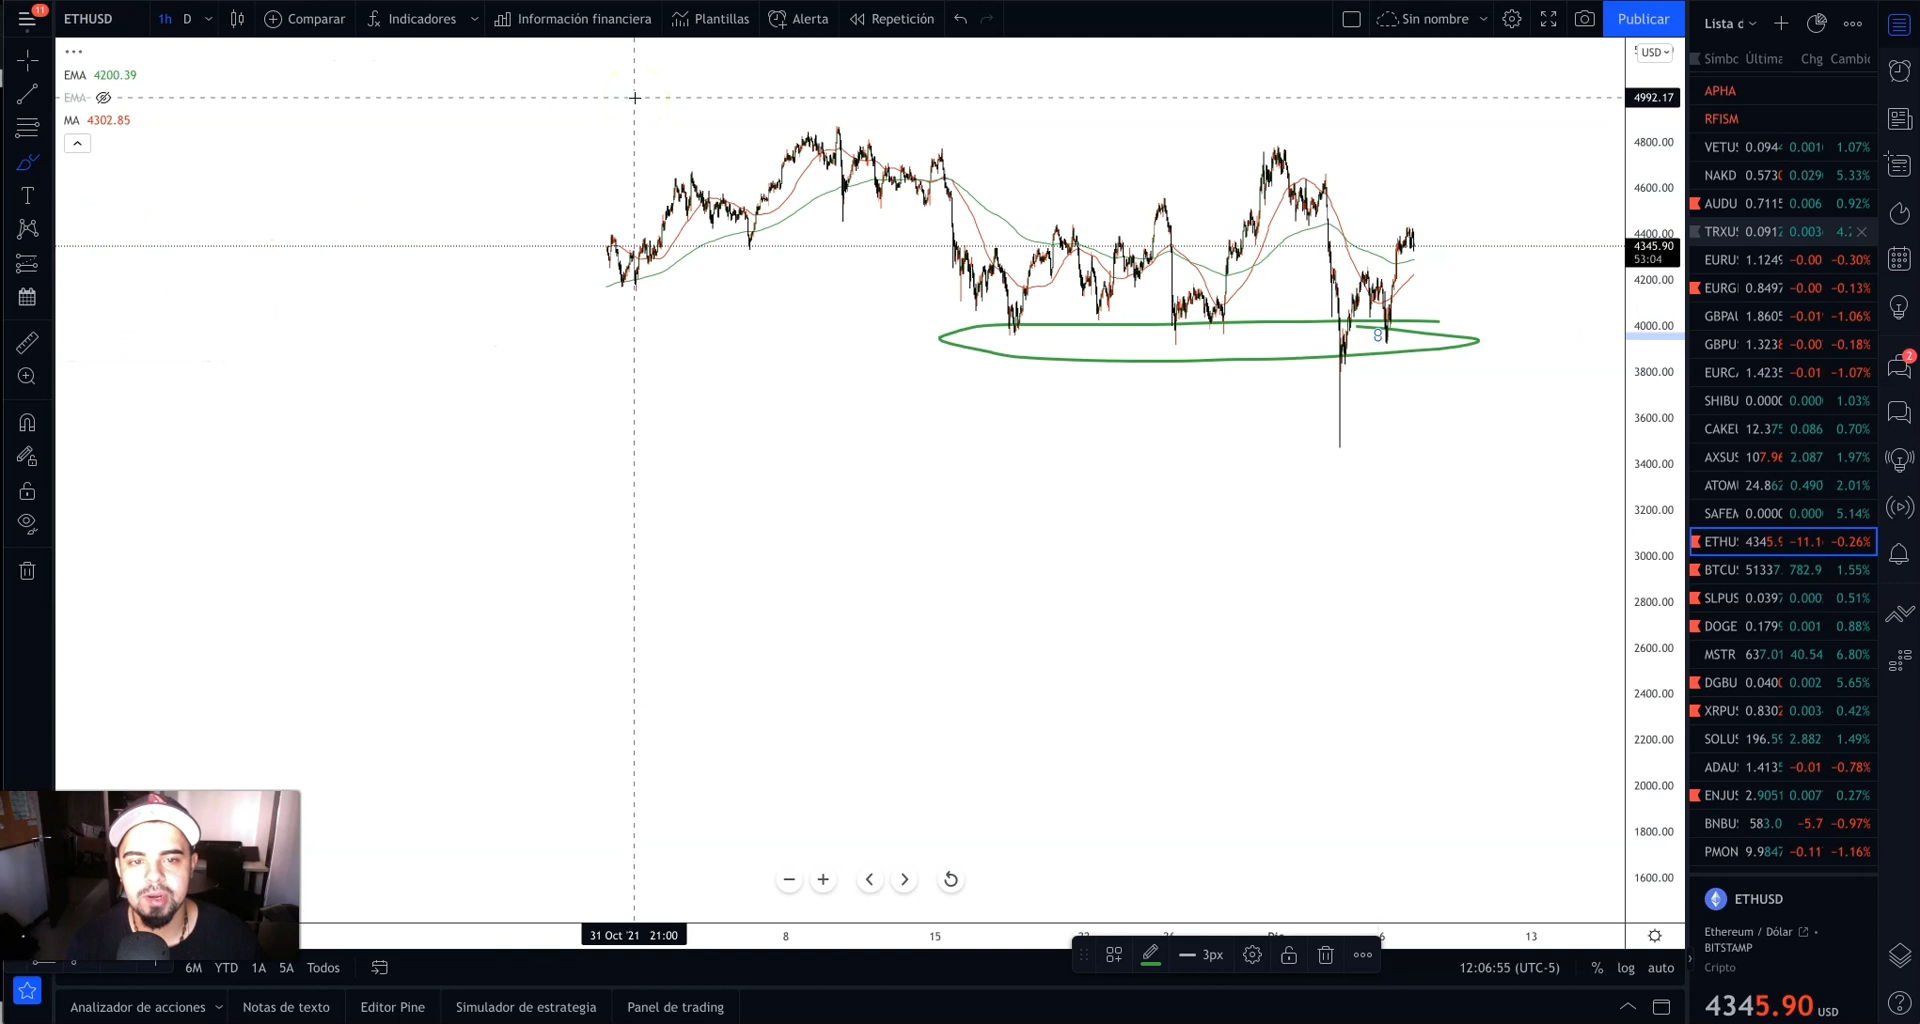 11 ETHUSD 1h D Comparar Indicadores Información financiera Plantillas Alerta Repetición Sin nombre Publicar
EMA 4200.39
EMA
MA 4302.85
USD
4992.17
4800.00
4600.00
4400.00
4345.90
53:04
4200.00
4000.00
3800.00
3600.00
3400.00
3200.00
3000.00
2800.00
2600.00
2400.00
2200.00
2000.00
1800.00
1600.00
31 Oct '21 21:00 8 15 6 13
3px
6M YTD 1A 5A Todos
12:06:55 (UTC-5) % log auto
Analizador de acciones Notas de texto Editor Pine Simulador de estrategia Panel de trading
Lista d
Símbo Última Chg Cambio
APHA
RFISM
VETUS 0.0944 0.001 1.07%
NAKD 0.5730 0.029 5.33%
AUDU 0.7115 0.006 0.92%
TRXUS 0.0912 0.003 4.
EURU 1.1249 −0.00 −0.30%
EURGI 0.8497 −0.00 −0.13%
GBPAU 1.8605 −0.01 −1.06%
GBPU 1.3238 −0.00 −0.18%
EURCA 1.4235 −0.01 −1.07%
SHIBU 0.0000 0.000 1.03%
CAKEU 12.375 0.086 0.70%
AXSUS 107.96 2.087 1.97%
ATOMU 24.862 0.490 2.01%
SAFEM 0.0000 0.000 5.14%
ETHU 4345.9 −11.1 −0.26%
BTCU 51337. 782.9 1.55%
SLPUS 0.0397 0.000 0.51%
DOGE 0.1799 0.001 0.88%
MSTR 637.01 40.54 6.80%
DGBU 0.0400 0.002 5.65%
XRPUS 0.8302 0.003 0.42%
SOLUS 196.59 2.882 1.49%
ADAU 1.4135 −0.01 −0.78%
ENJUS 2.9051 0.007 0.27%
BNBU 583.0 −5.7 −0.97%
PMON 9.9847 −0.11 −1.16%
2
ETHUSD
Ethereum / Dólar
BITSTAMP
Cripto
4345.90 USD